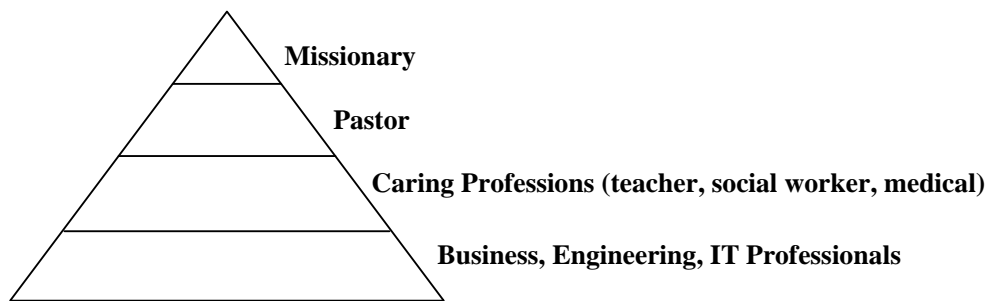 Missionary
Pastor
Caring Professions (teacher, social worker, medical)
Business, Engineering, IT Professionals